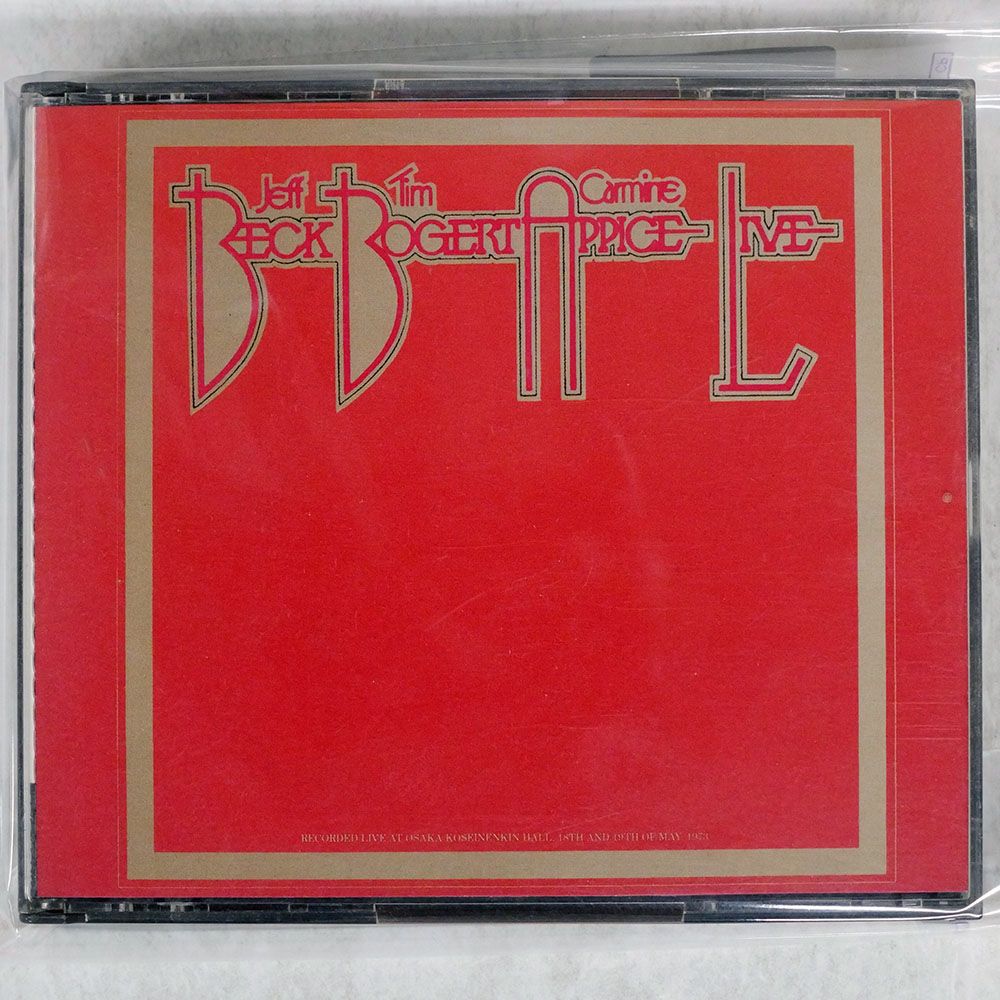 Jeff Tim Carmine
BECK BOGERT APPICE LIVE
RECORDED LIVE AT OSAKA KOSEINENKIN HALL, 18TH AND 19TH OF MAY, 1973